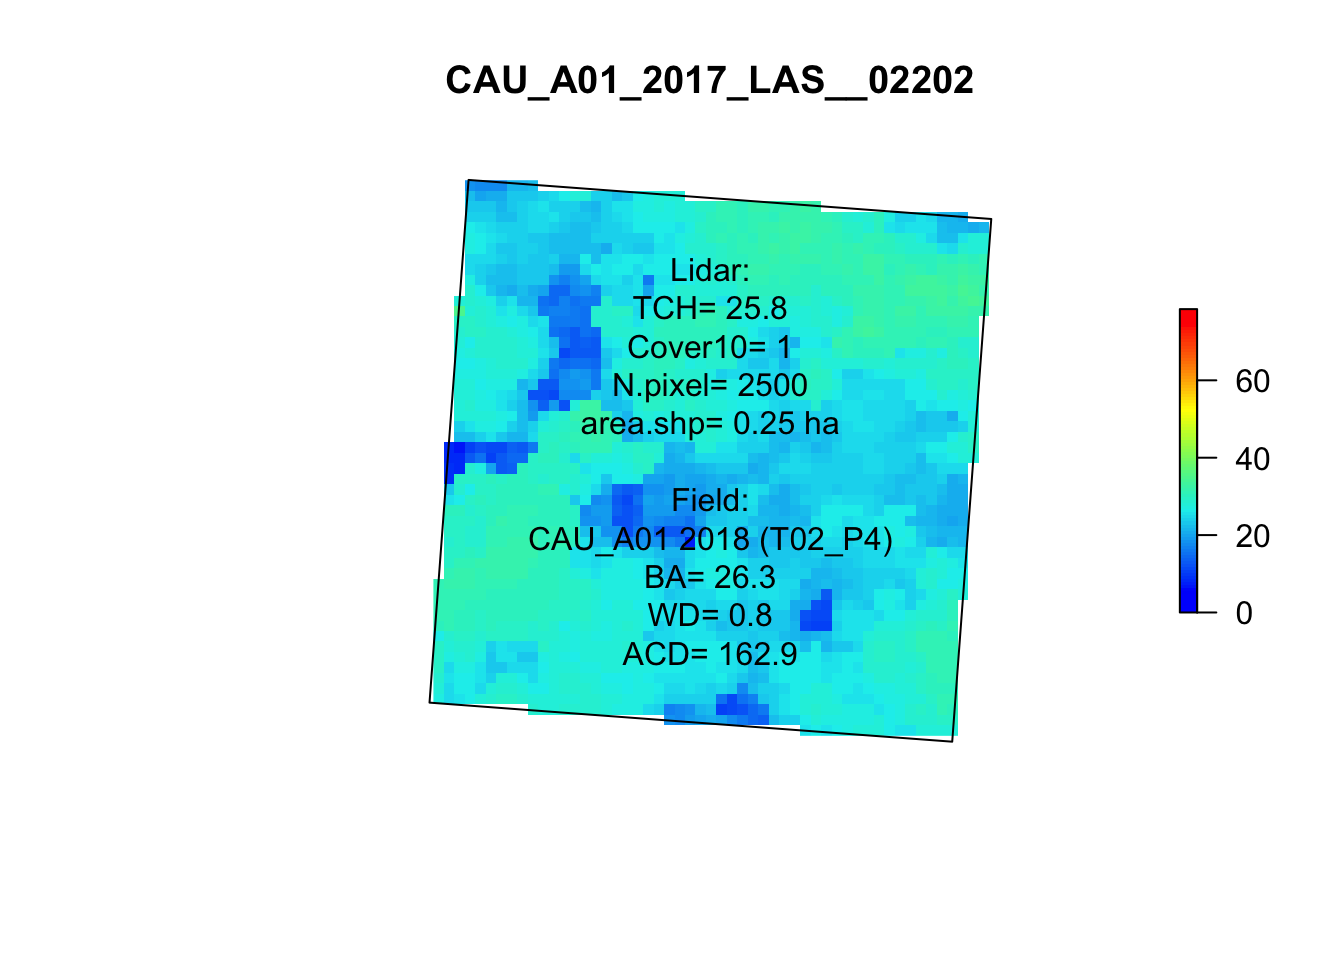 CAU_A01_2017_LAS__02202
Lidar:
TCH= 25.8
Cover10= 1
N.pixel= 2500
area.shp= 0.25 ha
Field:
CAU_A01 2018 (T02_P4)
BA= 26.3
WD= 0.8
ACD= 162.9
60
40
20
0